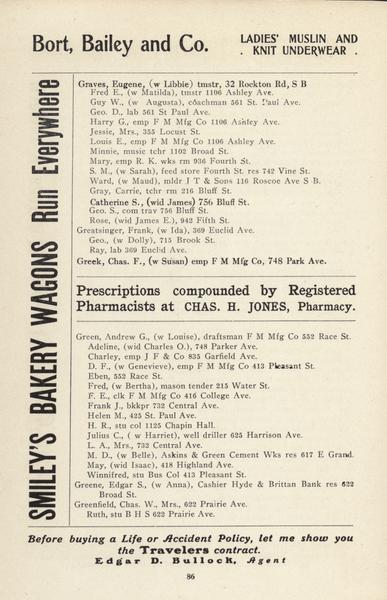 Bort, Bailey and Co.
LADIES' MUSLIN AND
. KNIT UNDERWEAR .
SMILEY'S BAKERY WAGONS Run Everywhere
Graves, Eugene, (w Libbie) tmstr, 32 Rockton Rd, S B
Fred E., (w Matilda), tmstr 1106 Ashley Ave.
Guy W., (w Augusta), coachman 561 St. Paul Ave.
Geo. D., lab 561 St Paul Ave.
Harry G., emp F M Mfg Co 1106 Ashley Ave.
Jessie, Mrs., 355 Locust St.
Louis E., emp F M Mfg Co 1106 Ashley Ave.
Minnie, music tchr 1102 Broad St.
Mary, emp R. K. wks rm 936 Fourth St.
S. M., (w Sarah), feed store Fourth St. res 742 Vine St.
Ward, (w Maud), mldr J T & Sons 116 Roscoe Ave S B.
Gray, Carrie, tchr rm 216 Bluff St.
Catherine S., (wid James) 756 Bluff St.
Geo. S., com trav 756 Bluff St.
Rose, (wid James E.), 942 Fifth St.
Greatsinger, Frank, (w Ida), 369 Euclid Ave.
Geo., (w Dolly), 715 Brook St.
Ray, lab 369 Euclid Ave.
Greek, Chas. F., (w Susan) emp F M Mfg Co, 748 Park Ave.
Prescriptions compounded by Registered
Pharmacists at CHAS. H. JONES, Pharmacy.
Green, Andrew G., (w Louise), draftsman F M Mfg Co 552 Race St.
Adeline, (wid Charles O.), 748 Parker Ave.
Charley, emp J F & Co 835 Garfield Ave.
D. F., (w Genevieve), emp F M Mfg Co 413 Pleasant St.
Eben, 552 Race St.
Fred, (w Bertha), mason tender 215 Water St.
F. E., clk F M Mfg Co 416 College Ave.
Frank J., bkkpr 732 Central Ave.
Helen M., 425 St. Paul Ave.
H. R., stu col 1125 Chapin Hall.
Julius C., ( w Harriet), well driller 625 Harrison Ave.
L. A., Mrs., 732 Central Ave.
M. D., (w Belle), Askins & Green Cement Wks res 617 E Grand.
May, (wid Isaac), 418 Highland Ave.
Winnifred, stu Bus Col 413 Pleasant St.
Greene, Edgar S., (w Anna), Cashier Hyde & Brittan Bank res 622
Broad St.
Greenfield, Chas. W., Mrs., 622 Prairie Ave.
Ruth, stu B H S 622 Prairie Ave.
Before buying a Life or Accident Policy, let me show you
the Travelers contract.
Edgar D. Bullock, Agent
86